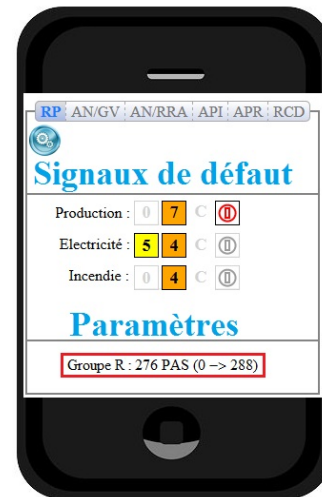 RP AN/GV AN/RRA API APR RCD
Signaux de défaut
Production : 0 7 C
Electricité : 5 4 C
Incendie : 0 4 C
Paramètres
Groupe R : 276 PAS (0 –> 288)